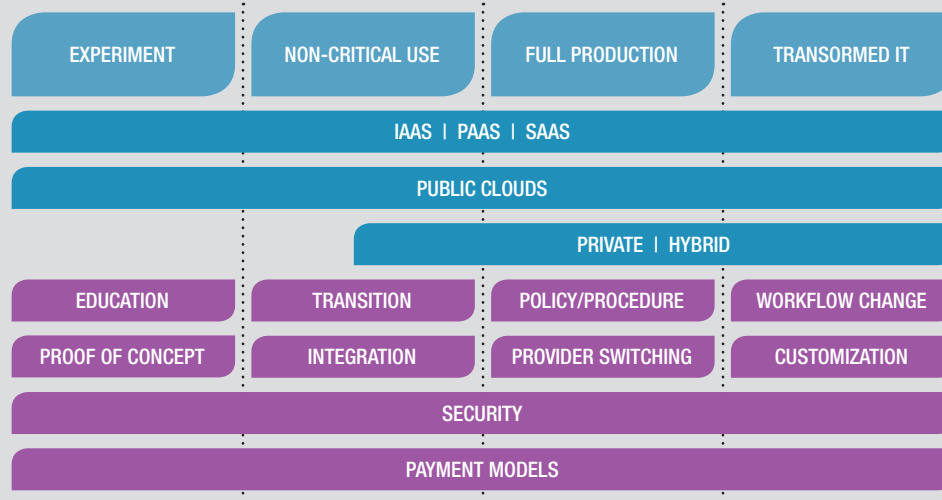 EXPERIMENT NON-CRITICAL USE FULL PRODUCTION TRANSORMED IT
IAAS | PAAS | SAAS
PUBLIC CLOUDS
PRIVATE | HYBRID
EDUCATION TRANSITION POLICY/PROCEDURE WORKFLOW CHANGE
PROOF OF CONCEPT INTEGRATION PROVIDER SWITCHING CUSTOMIZATION
SECURITY
PAYMENT MODELS